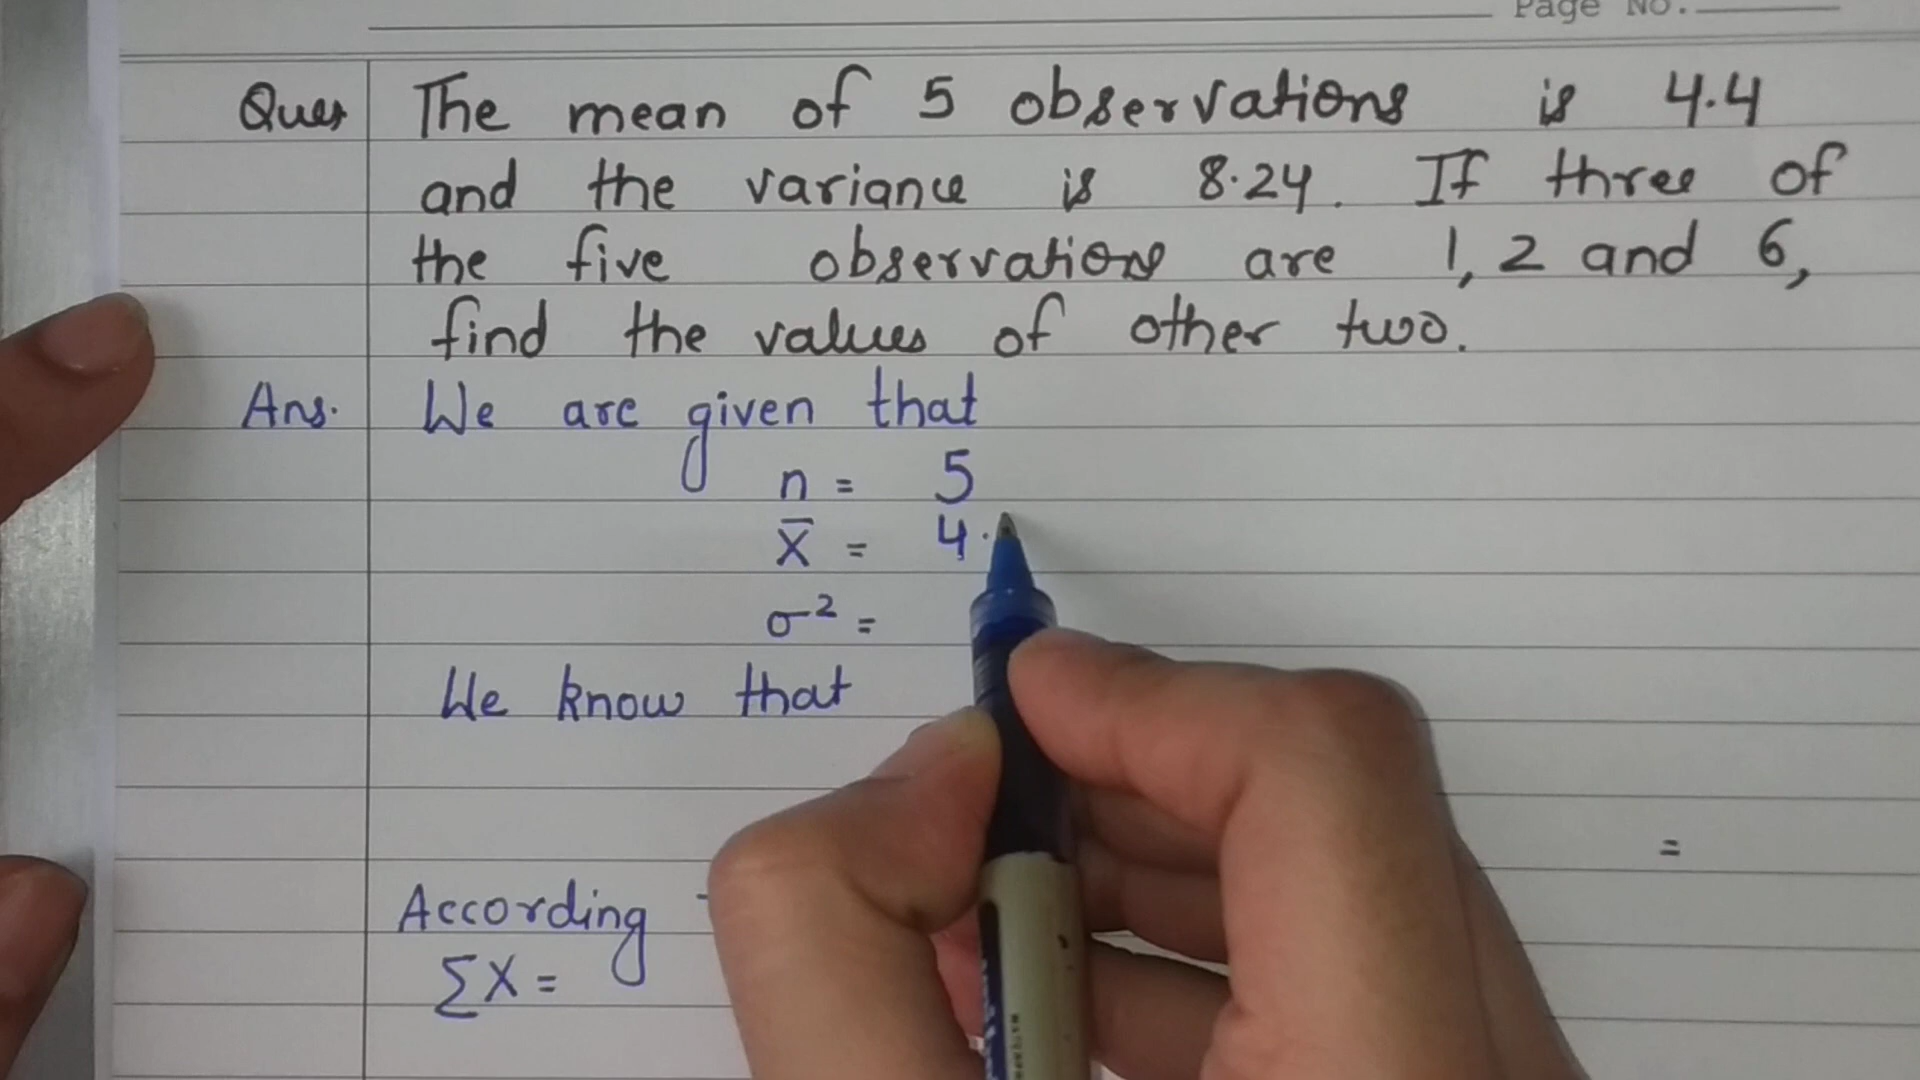 Page No.
Ques The mean of 5 observations is 4.4
and the variance is 8.24. If three of
the five observations are 1, 2 and 6,
find the values of other two.
Ans. We are given that
n = 5
X̅ = 4.
σ² =
We know that
=
According
ΣX =